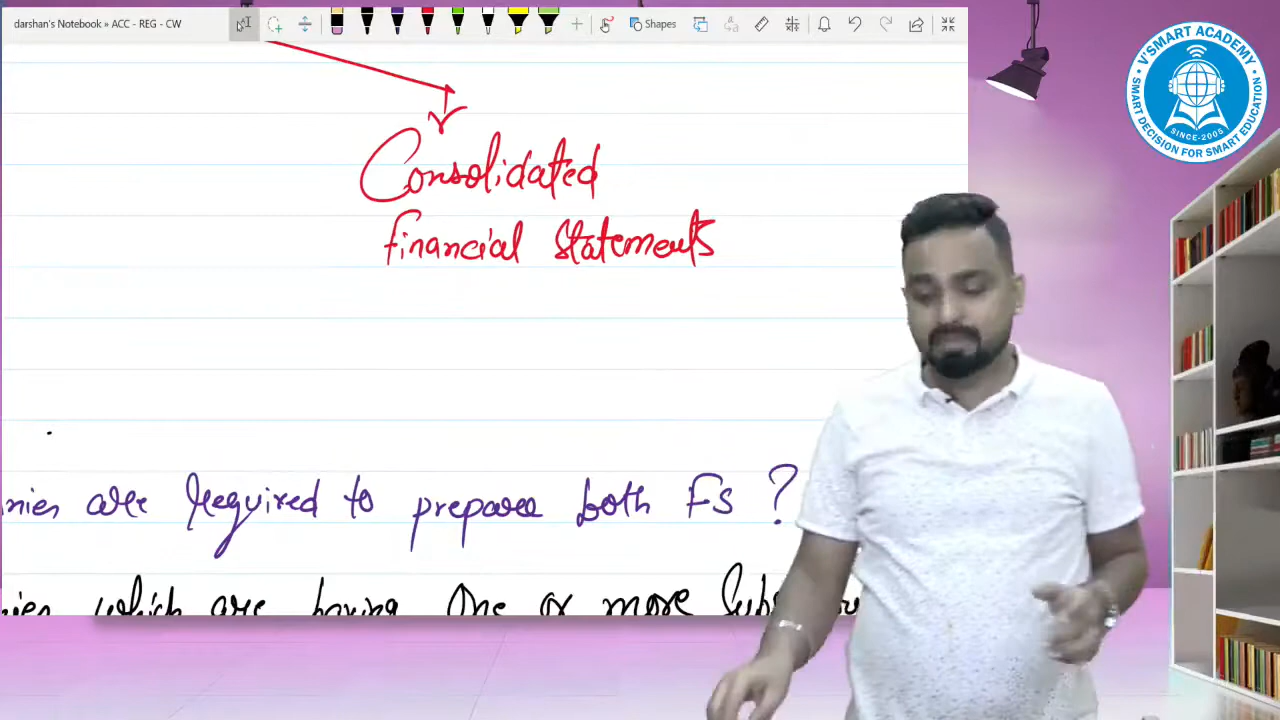 darshan's Notebook » ACC - REG - CW
Shapes
V'SMART ACADEMY
SINCE-2005
SMART DECISION FOR SMART EDUCATION
Consolidated
Financial Statements
nies are required to prepare both FS ?
nies which are having One or more